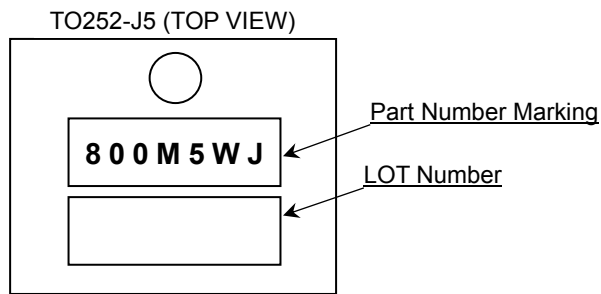 TO252-J5 (TOP VIEW)
Part Number Marking
800M5WJ
LOT Number